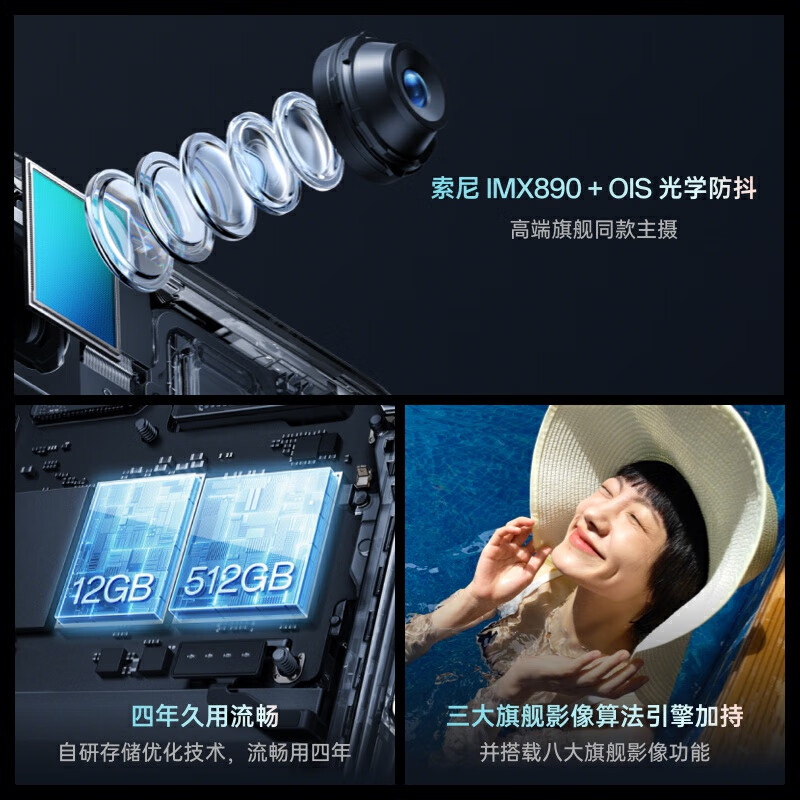 索尼 IMX890 + OIS 光学防抖
高端旗舰同款主摄
12GB
512GB
四年久用流畅
自研存储优化技术，流畅用四年
三大旗舰影像算法引擎加持
并搭载八大旗舰影像功能